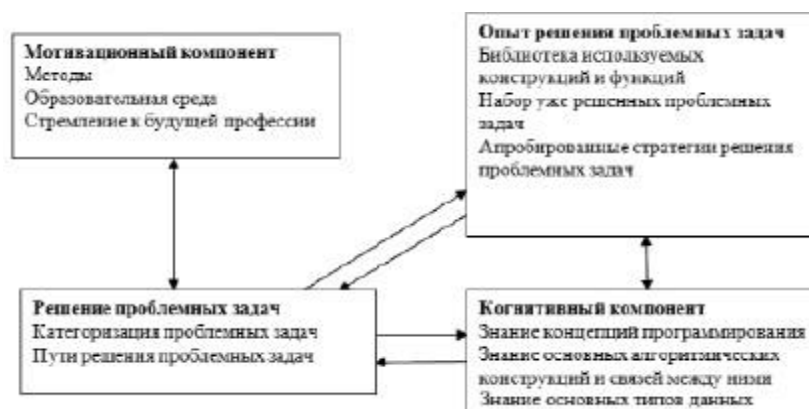 Мотивационный компонент
Методы
Образовательная среда
Стремление к будущей профессии
Опыт решения проблемных задач
Библиотека используемых
конструкций и функций
Набор уже решенных проблемных
задач
Апробированные стратегии решения
проблемных задач
Решение проблемных задач
Категоризация проблемных задач
Пути решения проблемных задач
Когнитивный компонент
Знание концепций программирования
Знание основных алгоритмических
конструкций и связей между ними
Знание основных типов данных